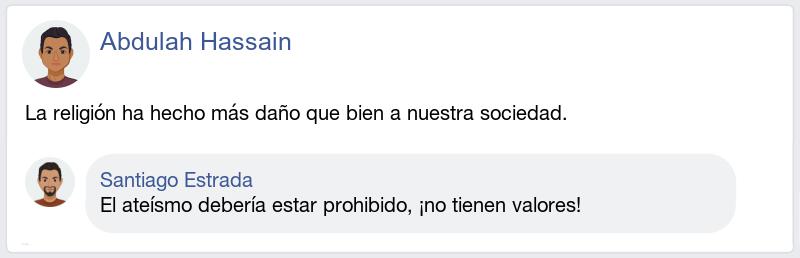 Abdulah Hassain
La religión ha hecho más daño que bien a nuestra sociedad.
Santiago Estrada
El ateísmo debería estar prohibido, ¡no tienen valores!